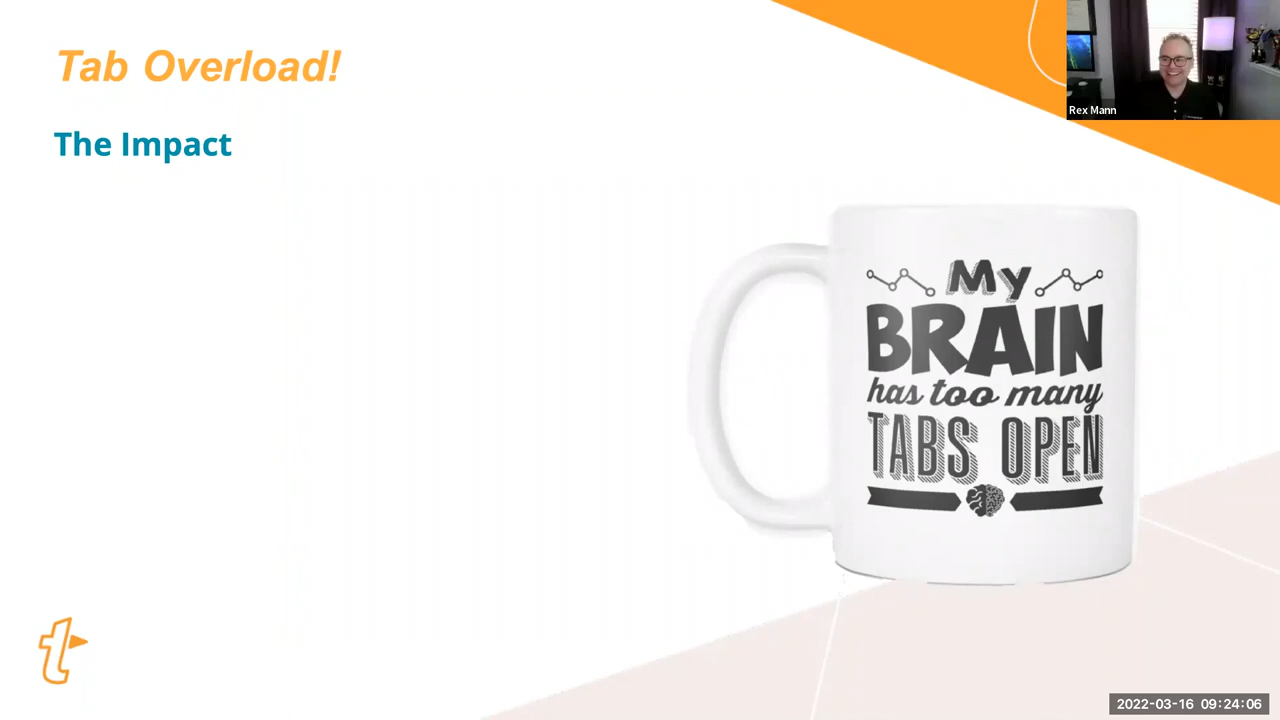 Tab Overload!
The Impact
Rex Mann
My
BRAIN
has too many
TABS OPEN
t
2022-03-16 09:24:06